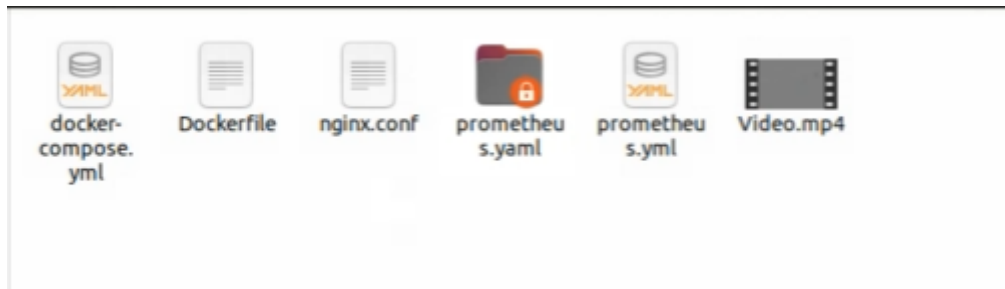 YAML
docker-
compose.
yml
Dockerfile
nginx.conf
prometheu
s.yaml
YAML
prometheu
s.yml
Video.mp4